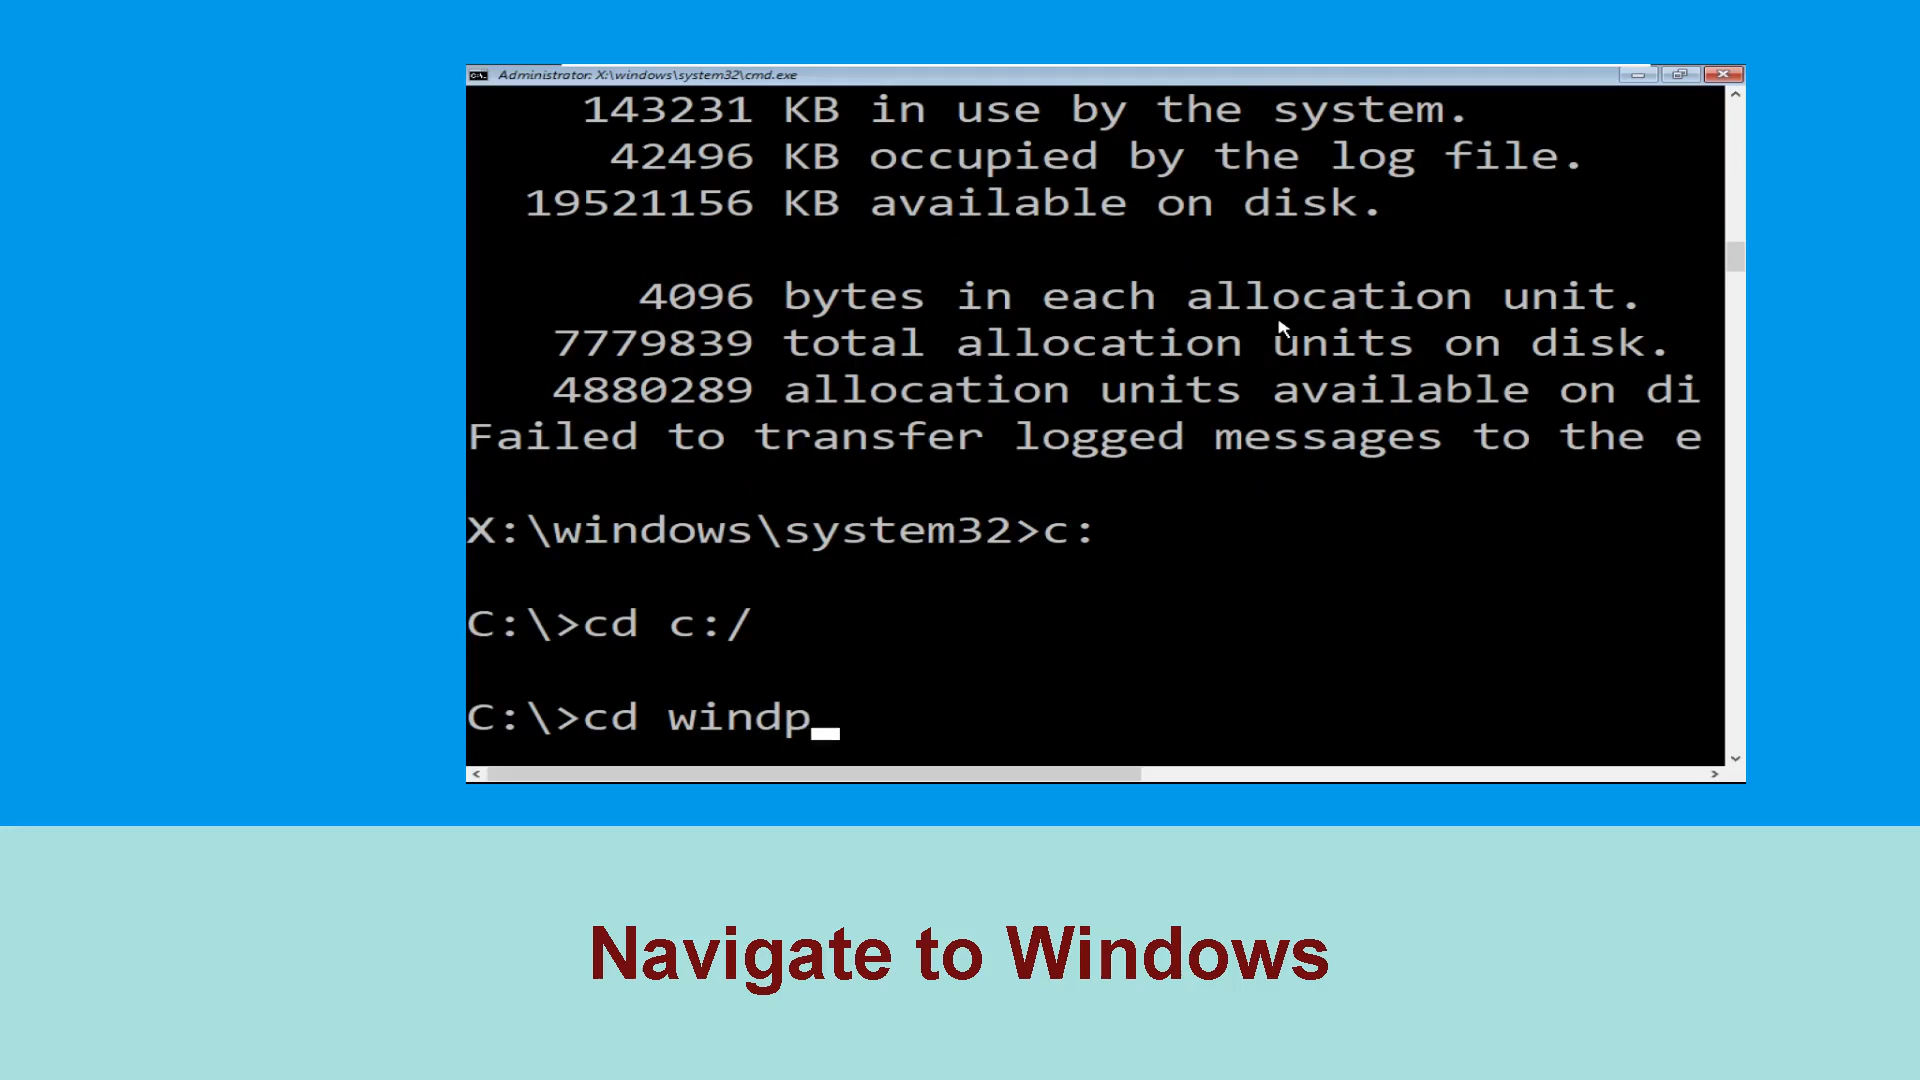 Administrator: X:\windows\system32\cmd.exe
143231 KB in use by the system.
42496 KB occupied by the log file.
19521156 KB available on disk.
4096 bytes in each allocation unit.
7779839 total allocation units on disk.
4880289 allocation units available on di
Failed to transfer logged messages to the e
X:\windows\system32>c:
C:\>cd c:/
C:\>cd windp_
Navigate to Windows